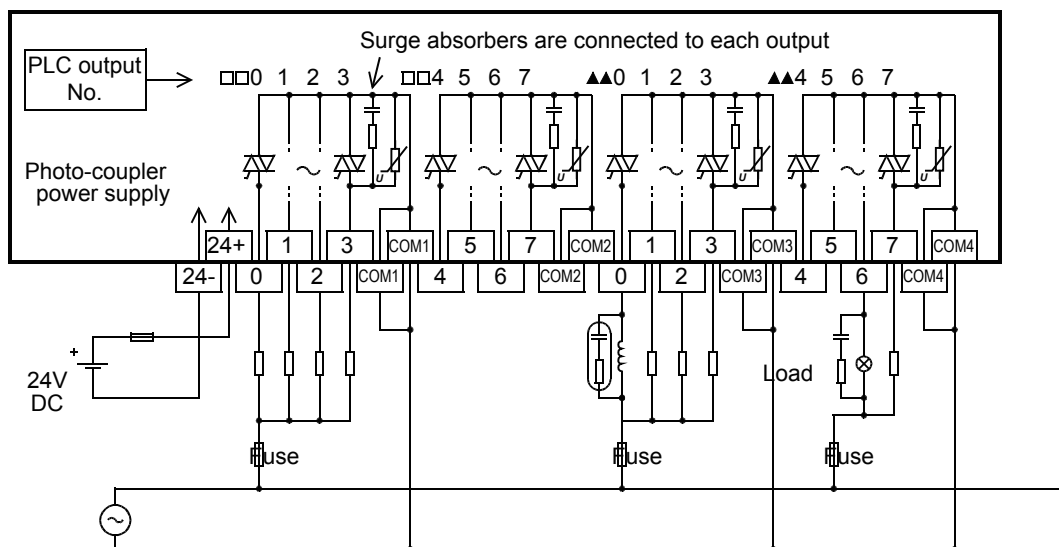 Surge absorbers are connected to each output
PLC output
No.
□□0 1 2 3 □□4 5 6 7 ▲▲0 1 2 3 ▲▲4 5 6 7
Photo-coupler
power supply
U U U U
24+ 1 3 COM1 5 7 COM2 1 3 COM3 5 7 COM4
24- 0 2 COM1 4 6 COM2 0 2 COM3 4 6 COM4
+
24V
DC
Load
Fuse Fuse Fuse